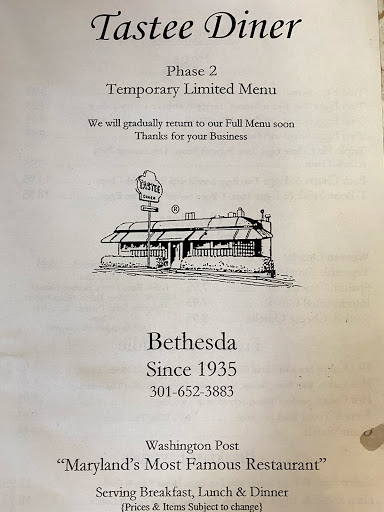 Tastee Diner
Phase 2
Temporary Limited Menu
We will gradually return to our Full Menu soon
Thanks for your Business
TASTEE
DINER
®
Bethesda
Since 1935
301-652-3883
Washington Post
“Maryland's Most Famous Restaurant”
Serving Breakfast, Lunch & Dinner
{Prices & Items Subject to change}